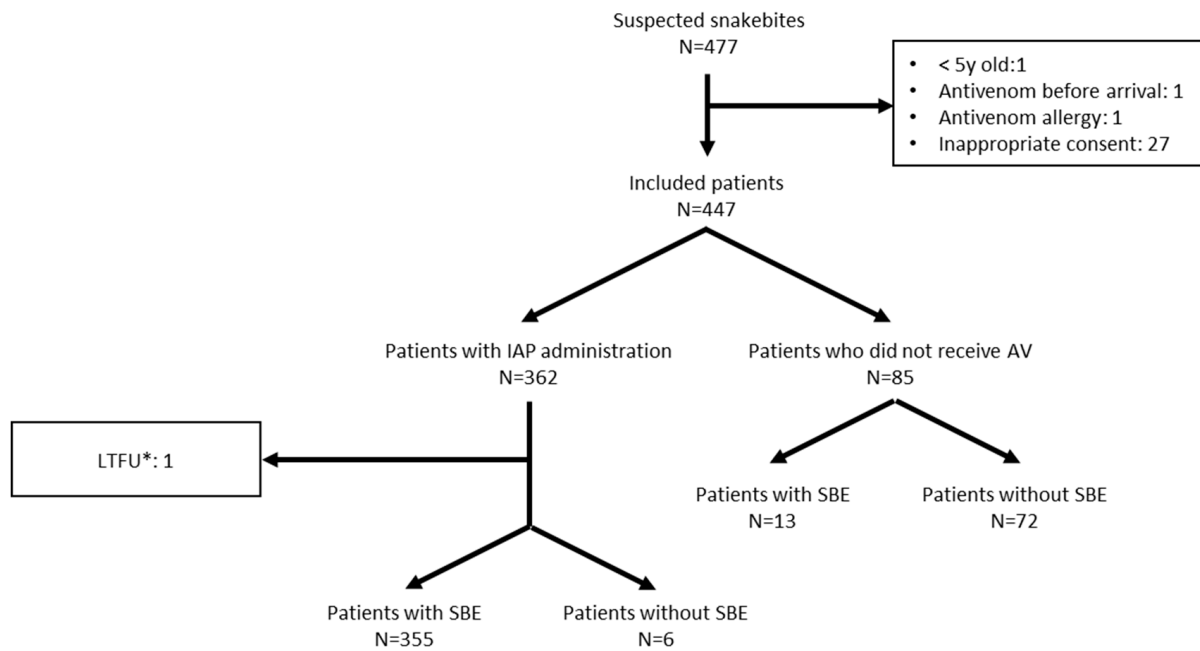 Suspected snakebites
N=477
• < 5y old:1
• Antivenom before arrival: 1
• Antivenom allergy: 1
• Inappropriate consent: 27
Included patients
N=447
Patients with IAP administration
N=362
Patients who did not receive AV
N=85
LTFU*: 1
Patients with SBE
N=13
Patients without SBE
N=72
Patients with SBE
N=355
Patients without SBE
N=6